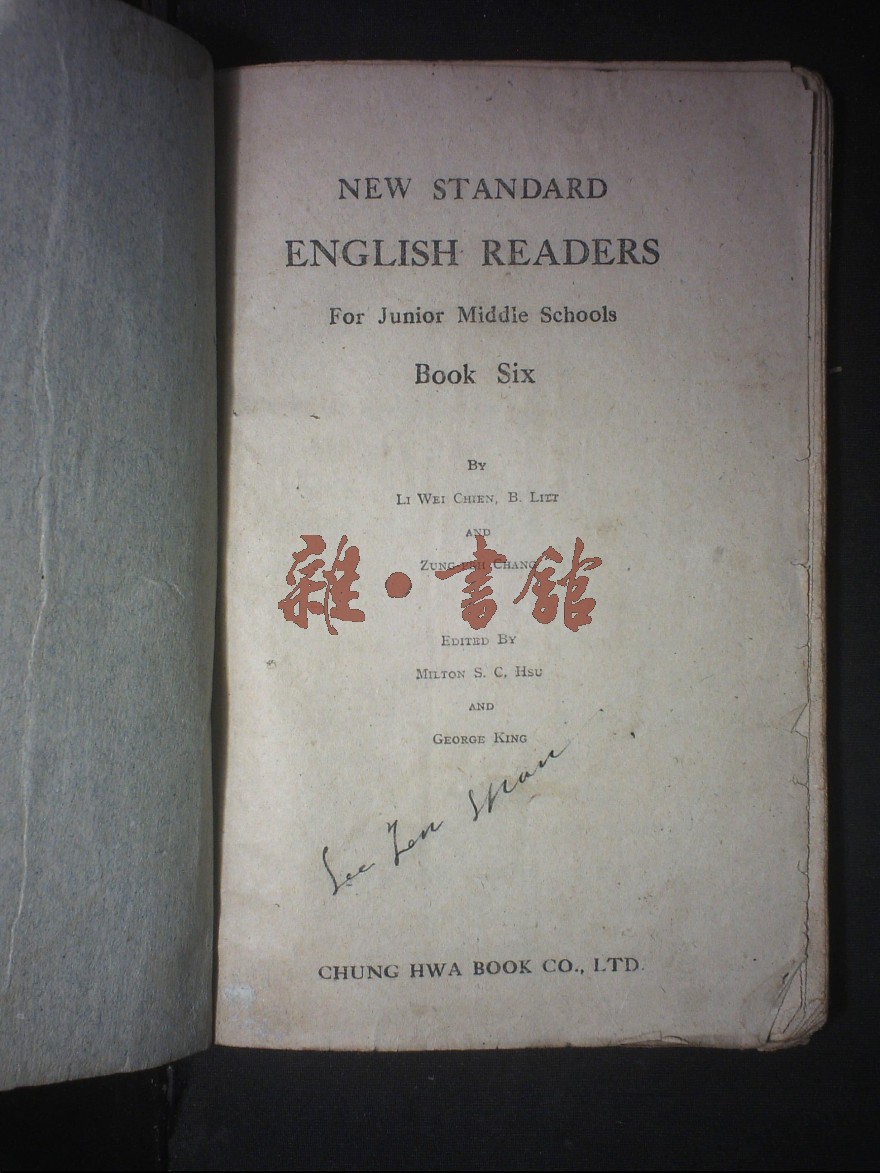 NEW STANDARD
ENGLISH READERS
For Junior Middle Schools
Book Six
BY
LI WEI CHIEN, B. LITT
AND
CHANG
雜·書館
EDITED BY
MILTON S. C. HSU
AND
GEORGE KING
Lee Zen
CHUNG HWA BOOK CO., LTD.